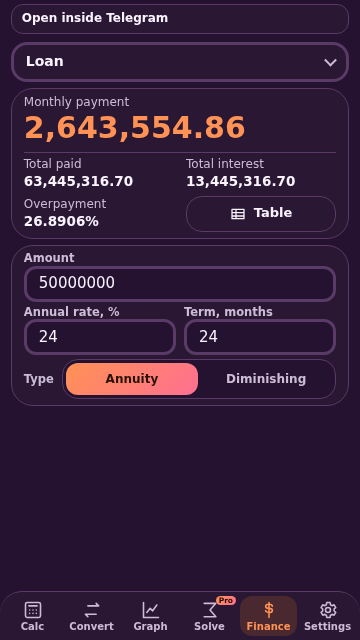 Open inside Telegram
Loan
Monthly payment
2,643,554.86
Total paid
63,445,316.70
Total interest
13,445,316.70
Overpayment
26.8906%
Table
Amount
50000000
Annual rate, %
24
Term, months
24
Type
Annuity
Diminishing
Calc
Convert
Graph
Pro
Solve
Finance
Settings